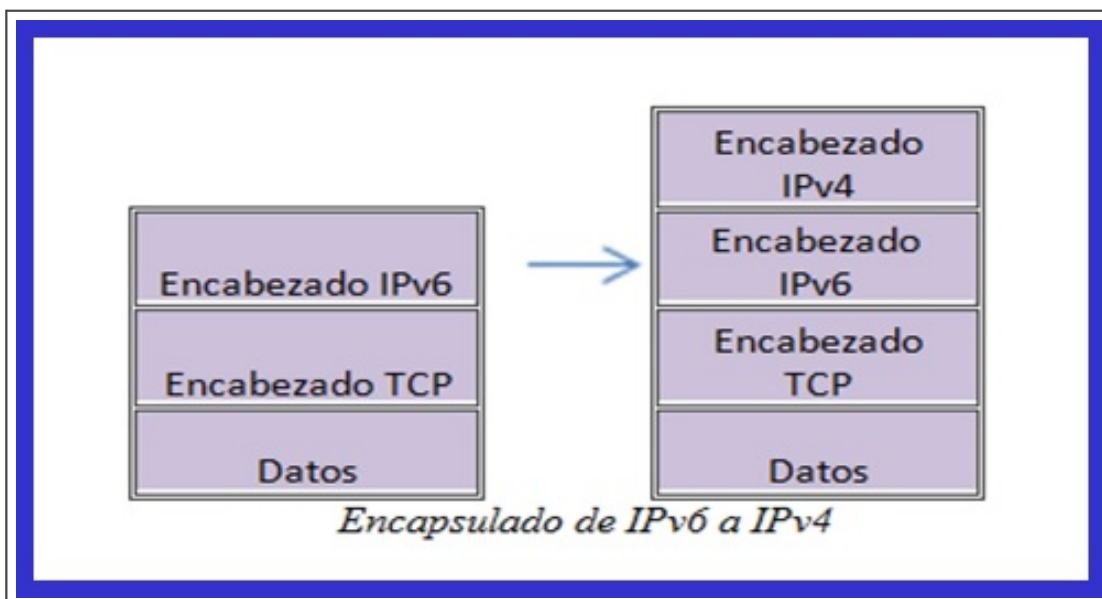 Encabezado IPv6
Encabezado TCP
Datos
Encabezado
IPv4
Encabezado
IPv6
Encabezado
TCP
Datos
Encapsulado de IPv6 a IPv4